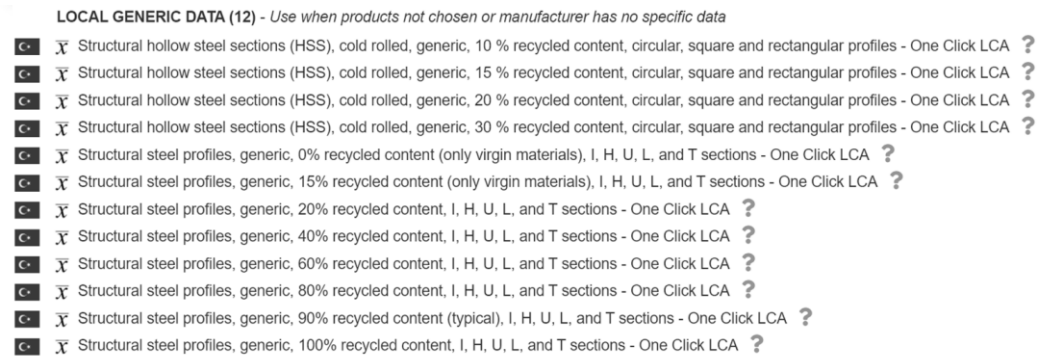 LOCAL GENERIC DATA (12) - Use when products not chosen or manufacturer has no specific data
x̅ Structural hollow steel sections (HSS), cold rolled, generic, 10 % recycled content, circular, square and rectangular profiles - One Click LCA ?
x̅ Structural hollow steel sections (HSS), cold rolled, generic, 15 % recycled content, circular, square and rectangular profiles - One Click LCA ?
x̅ Structural hollow steel sections (HSS), cold rolled, generic, 20 % recycled content, circular, square and rectangular profiles - One Click LCA ?
x̅ Structural hollow steel sections (HSS), cold rolled, generic, 30 % recycled content, circular, square and rectangular profiles - One Click LCA ?
x̅ Structural steel profiles, generic, 0% recycled content (only virgin materials), I, H, U, L, and T sections - One Click LCA ?
x̅ Structural steel profiles, generic, 15% recycled content (only virgin materials), I, H, U, L, and T sections - One Click LCA ?
x̅ Structural steel profiles, generic, 20% recycled content, I, H, U, L, and T sections - One Click LCA ?
x̅ Structural steel profiles, generic, 40% recycled content, I, H, U, L, and T sections - One Click LCA ?
x̅ Structural steel profiles, generic, 60% recycled content, I, H, U, L, and T sections - One Click LCA ?
x̅ Structural steel profiles, generic, 80% recycled content, I, H, U, L, and T sections - One Click LCA ?
x̅ Structural steel profiles, generic, 90% recycled content (typical), I, H, U, L, and T sections - One Click LCA ?
x̅ Structural steel profiles, generic, 100% recycled content, I, H, U, L, and T sections - One Click LCA ?